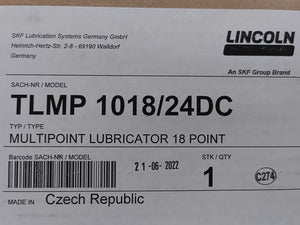 SKF Lubrication Systems Germany GmbH
Heinrich-Hertz-Str. 2-8 - 69190 Walldorf
Germany
LINCOLN
An SKF Group Brand
SACH-NR / MODEL
TLMP 1018/24DC
TYP / TYPE
MULTIPOINT LUBRICATOR 18 POINT
Barcode SACH-NR / MODEL
21-06-2022
STK / QTY
1
C274
MADE IN Czech Republic